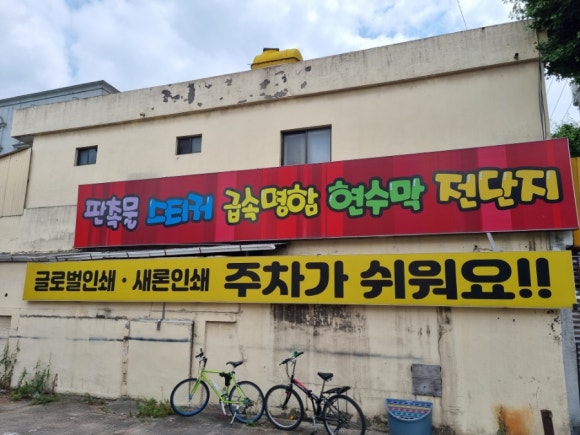 판촉물 스티커 급속명함 현수막 전단지
글로벌인쇄 · 새론인쇄 주차가 쉬워요!!